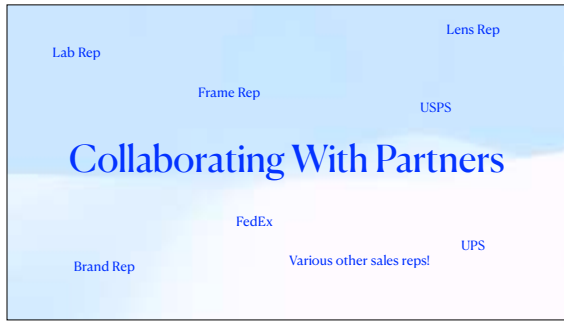 Lens Rep
Lab Rep
Frame Rep
USPS
Collaborating With Partners
FedEx
UPS
Various other sales reps!
Brand Rep